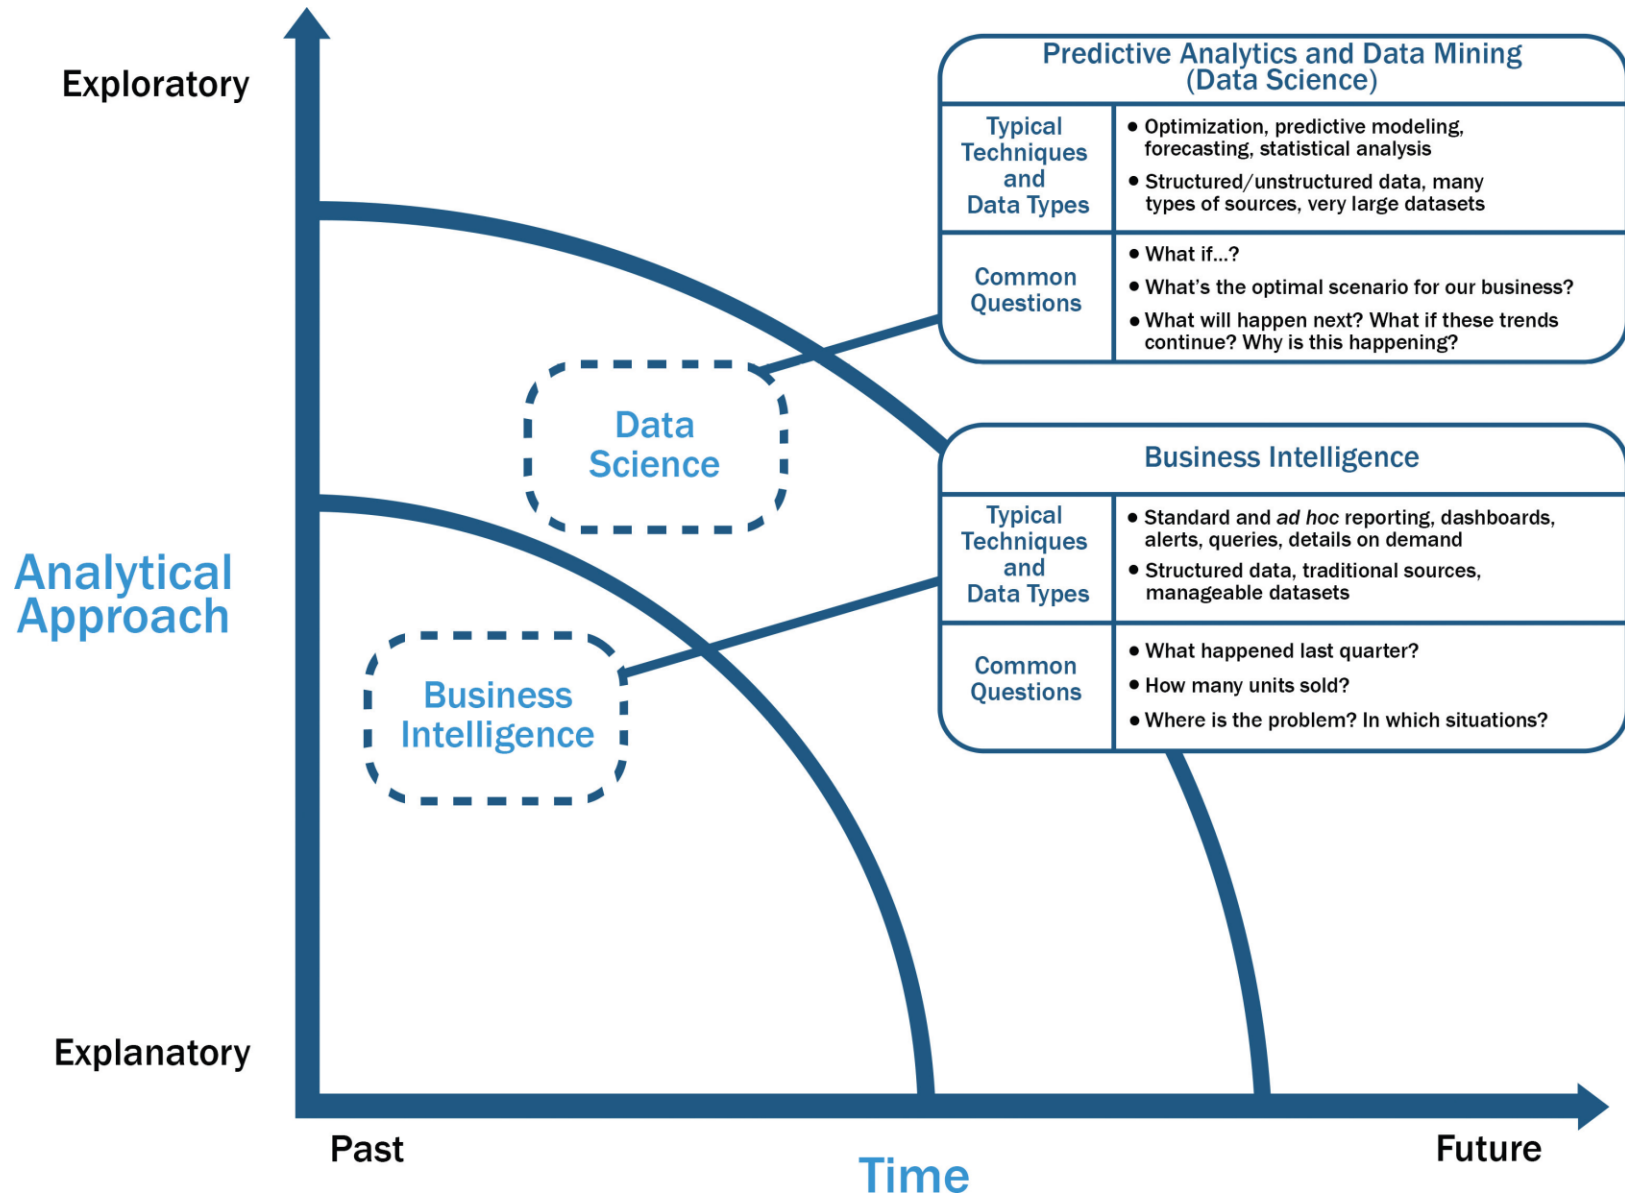 Exploratory
Analytical
Approach
Explanatory
Past
Time
Future
Data
Science
Business
Intelligence
Predictive Analytics and Data Mining
(Data Science)
Typical
Techniques
and
Data Types
• Optimization, predictive modeling,
forecasting, statistical analysis
• Structured/unstructured data, many
types of sources, very large datasets
Common
Questions
• What if...?
• What's the optimal scenario for our business?
• What will happen next? What if these trends
continue? Why is this happening?
Business Intelligence
Typical
Techniques
and
Data Types
• Standard and ad hoc reporting, dashboards,
alerts, queries, details on demand
• Structured data, traditional sources,
manageable datasets
Common
Questions
• What happened last quarter?
• How many units sold?
• Where is the problem? In which situations?